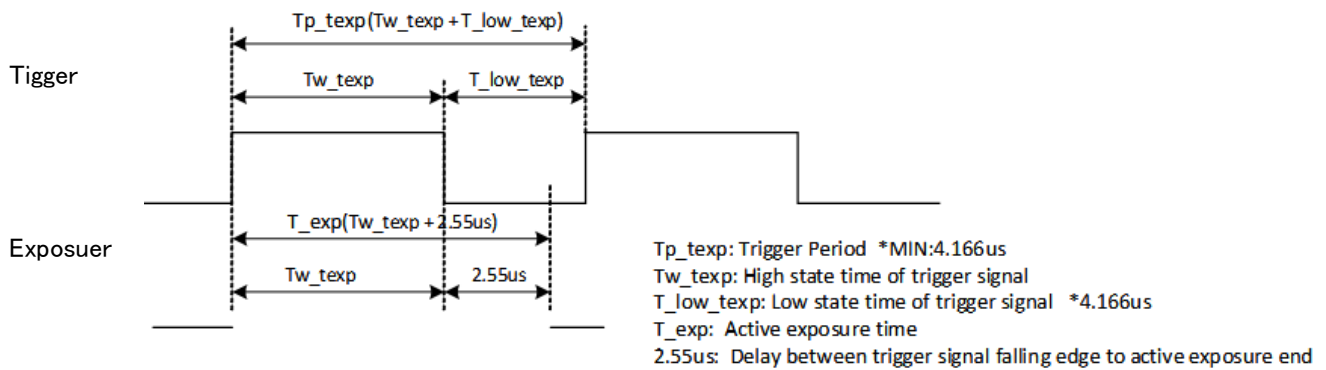 Tp_texp(Tw_texp +T_low_texp)
Tigger
Tw_texp
T_low_texp
T_exp(Tw_texp +2.55us)
Exposuer
Tw_texp
2.55us
Tp_texp: Trigger Period *MIN:4.166us
Tw_texp: High state time of trigger signal
T_low_texp: Low state time of trigger signal *4.166us
T_exp: Active exposure time
2.55us: Delay between trigger signal falling edge to active exposure end